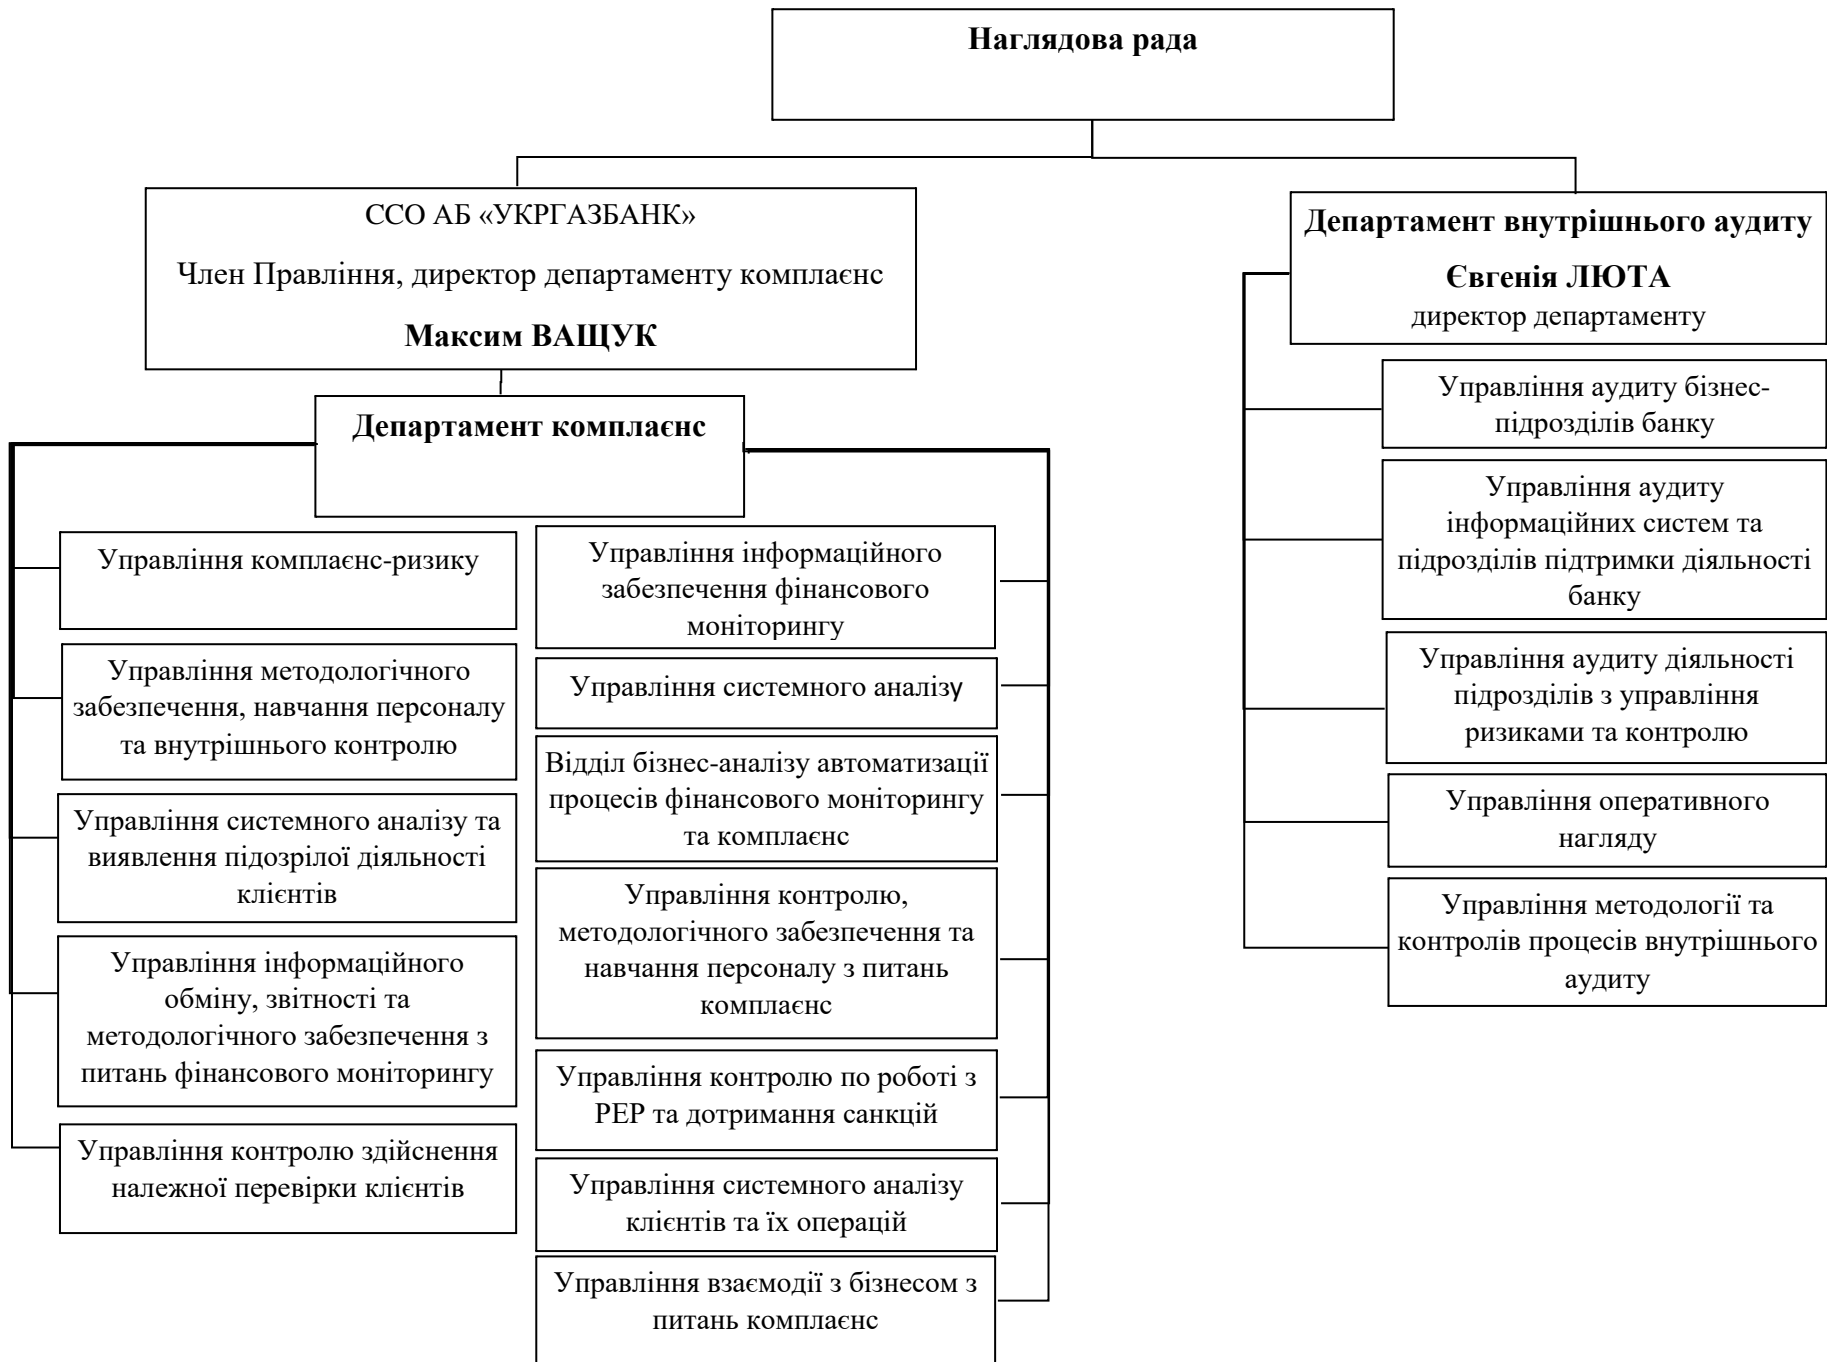 Наглядова рада
ССО АБ «УКРГАЗБАНК»
Член Правління, директор департаменту комплаєнс
Максим ВАЩУК
Департамент внутрішнього аудиту
Євгенія ЛЮТА
директор департаменту
Департамент комплаєнс
Управління комплаєнс-ризику
Управління методологічного
забезпечення, навчання персоналу
та внутрішнього контролю
Управління системного аналізу та
виявлення підозрілої діяльності
клієнтів
Управління інформаційного
обміну, звітності та
методологічного забезпечення з
питань фінансового моніторингу
Управління контролю здійснення
належної перевірки клієнтів
Управління інформаційного
забезпечення фінансового
моніторингу
Управління системного аналізу
Відділ бізнес-аналізу автоматизації
процесів фінансового моніторингу
та комплаєнс
Управління контролю,
методологічного забезпечення та
навчання персоналу з питань
комплаєнс
Управління контролю по роботі з
РЕР та дотримання санкцій
Управління системного аналізу
клієнтів та їх операцій
Управління взаємодії з бізнесом з
питань комплаєнс
Управління аудиту бізнес-
підрозділів банку
Управління аудиту
інформаційних систем та
підрозділів підтримки діяльності
банку
Управління аудиту діяльності
підрозділів з управління
ризиками та контролю
Управління оперативного
нагляду
Управління методології та
контролів процесів внутрішнього
аудиту